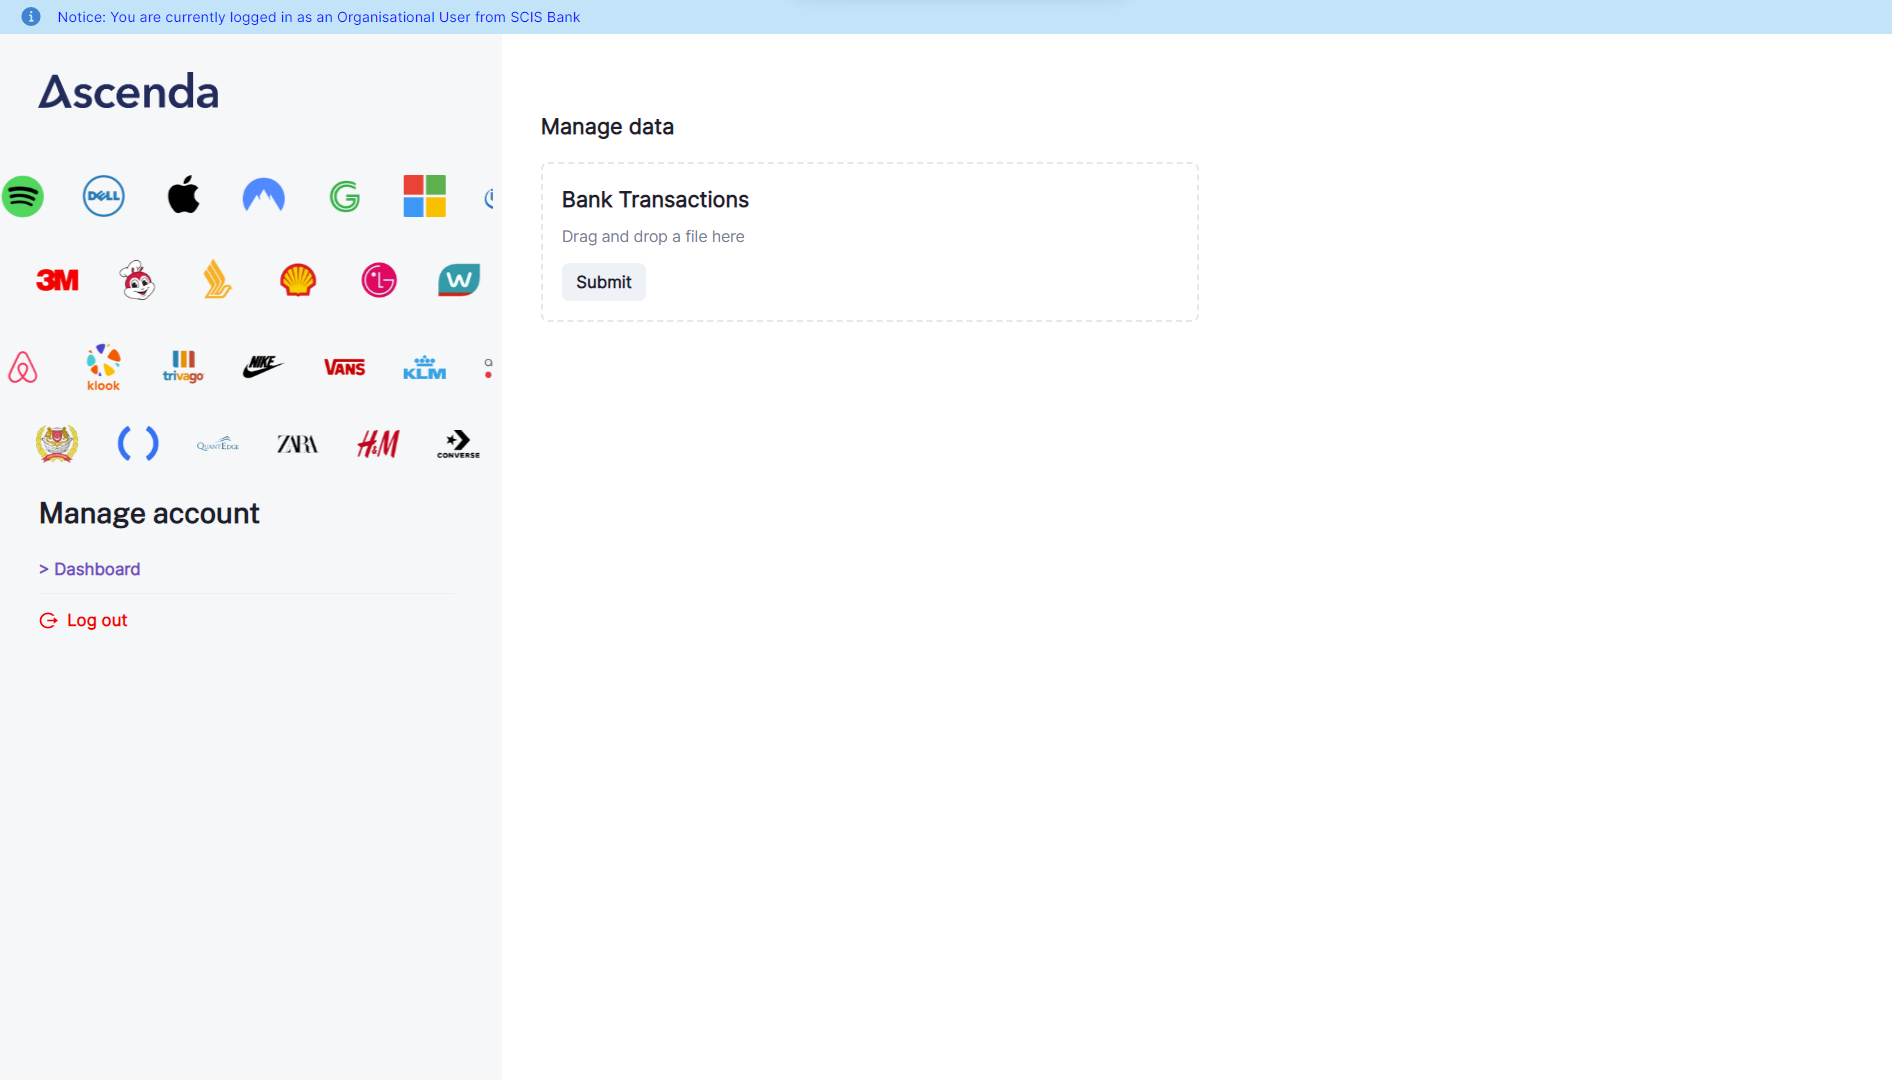 Notice: You are currently logged in as an Organisational User from SCIS Bank
Ascenda
DELL
G
3M
LG
W
klook
trivago
NIKE
VANS
KLM
QUANTEDGE
ZARA
H&M
CONVERSE
Manage account
> Dashboard
Log out
Manage data
Bank Transactions
Drag and drop a file here
Submit